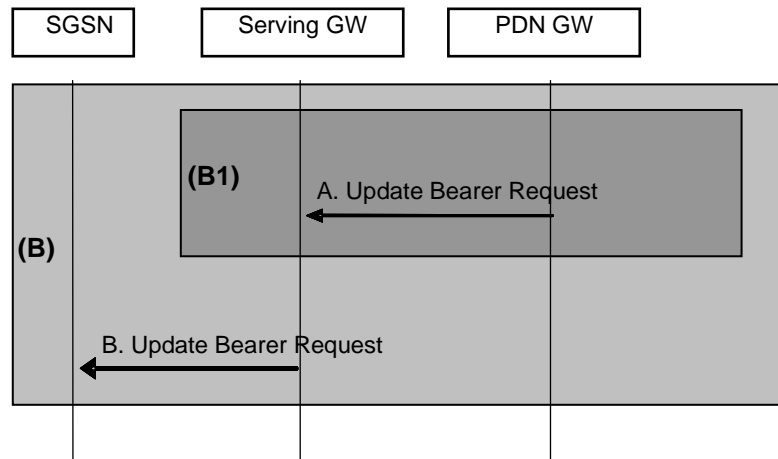 SGSN
Serving GW
PDN GW
(B1)
A. Update Bearer Request
(B)
B. Update Bearer Request